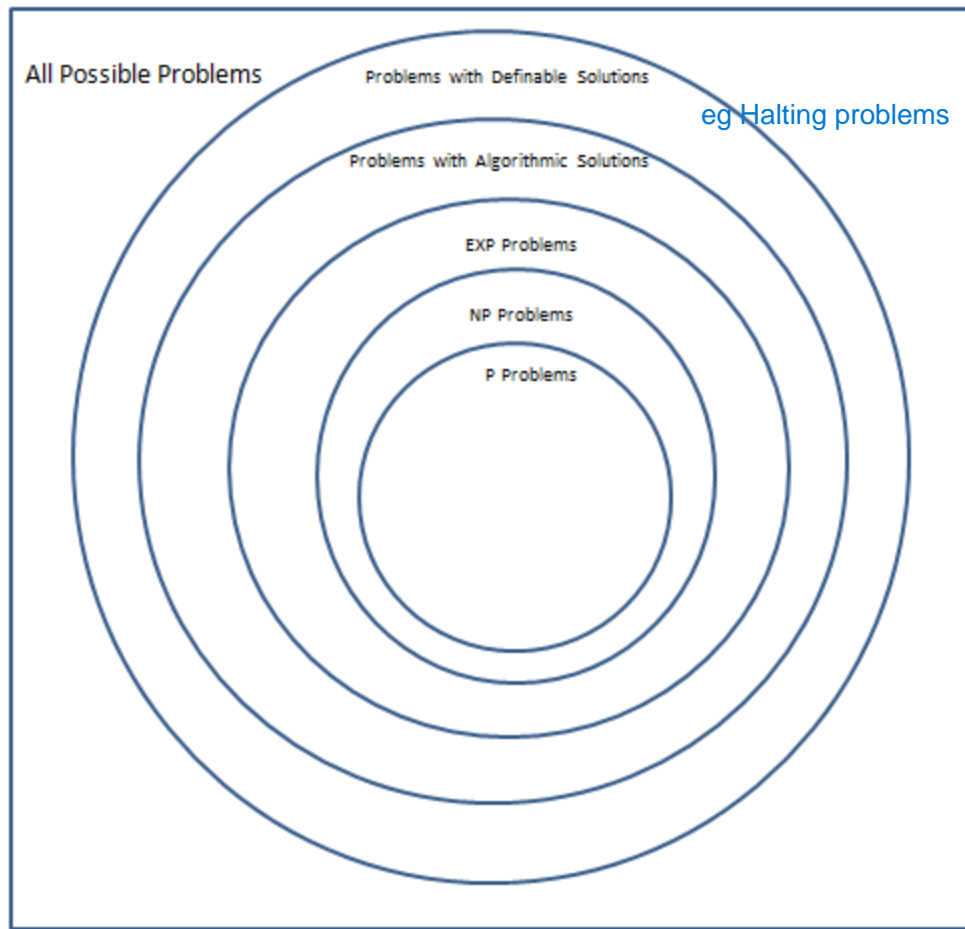 All Possible Problems
Problems with Definable Solutions
eg Halting problems
Problems with Algorithmic Solutions
EXP Problems
NP Problems
P Problems